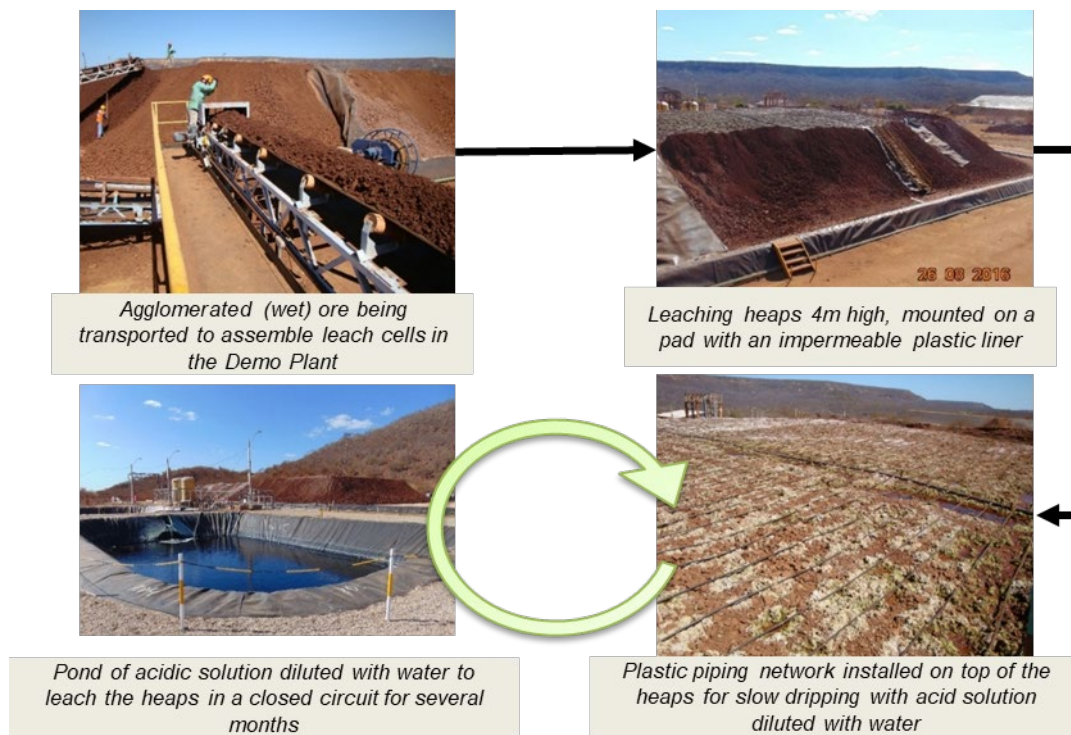 Agglomerated (wet) ore being
transported to assemble leach cells in
the Demo Plant
26 08 2016
Leaching heaps 4m high, mounted on a
pad with an impermeable plastic liner
Pond of acidic solution diluted with water to
leach the heaps in a closed circuit for several
months
Plastic piping network installed on top of the
heaps for slow dripping with acid solution
diluted with water